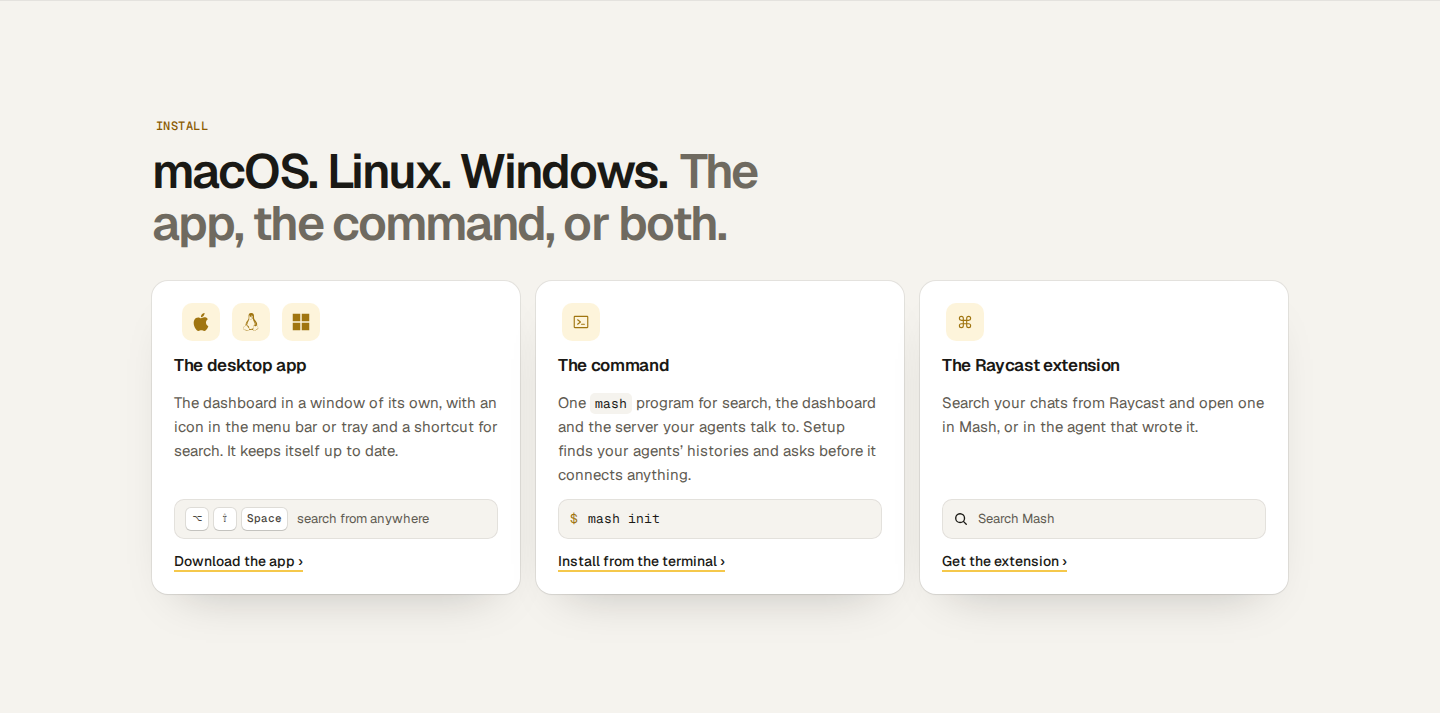 INSTALL
macOS. Linux. Windows. The
app, the command, or both.
The desktop app
The dashboard in a window of its own, with an
icon in the menu bar or tray and a shortcut for
search. It keeps itself up to date.
⌥ ⇧ Space search from anywhere
Download the app ›
The command
One mash program for search, the dashboard
and the server your agents talk to. Setup
finds your agents’ histories and asks before it
connects anything.
$ mash init
Install from the terminal ›
⌘
The Raycast extension
Search your chats from Raycast and open one
in Mash, or in the agent that wrote it.
Search Mash
Get the extension ›